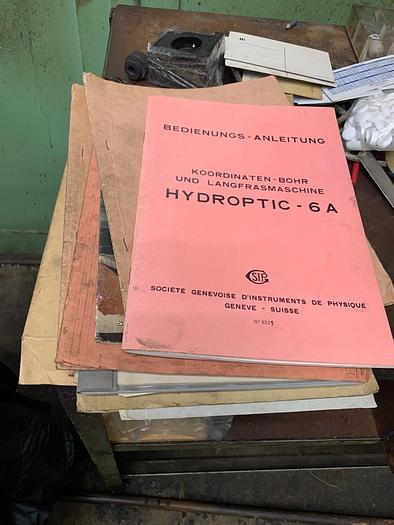 BEDIENUNGS-ANLEITUNG
KOORDINATEN-BOHR
UND LANGFRÄSMASCHINE
HYDROPTIC-6A
SIP
SOCIÉTÉ GENEVOISE D'INSTRUMENTS DE PHYSIQUE
GENÈVE - SUISSE